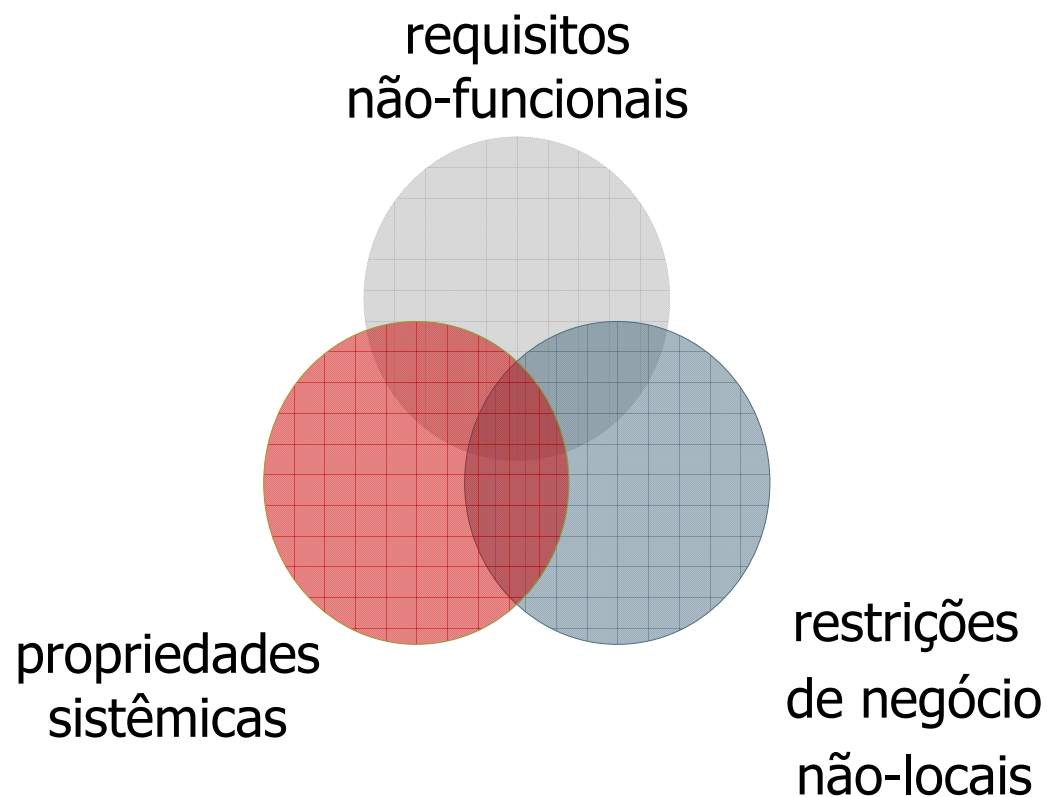 requisitos
não-funcionais
propriedades
sistêmicas
restrições
de negócio
não-locais